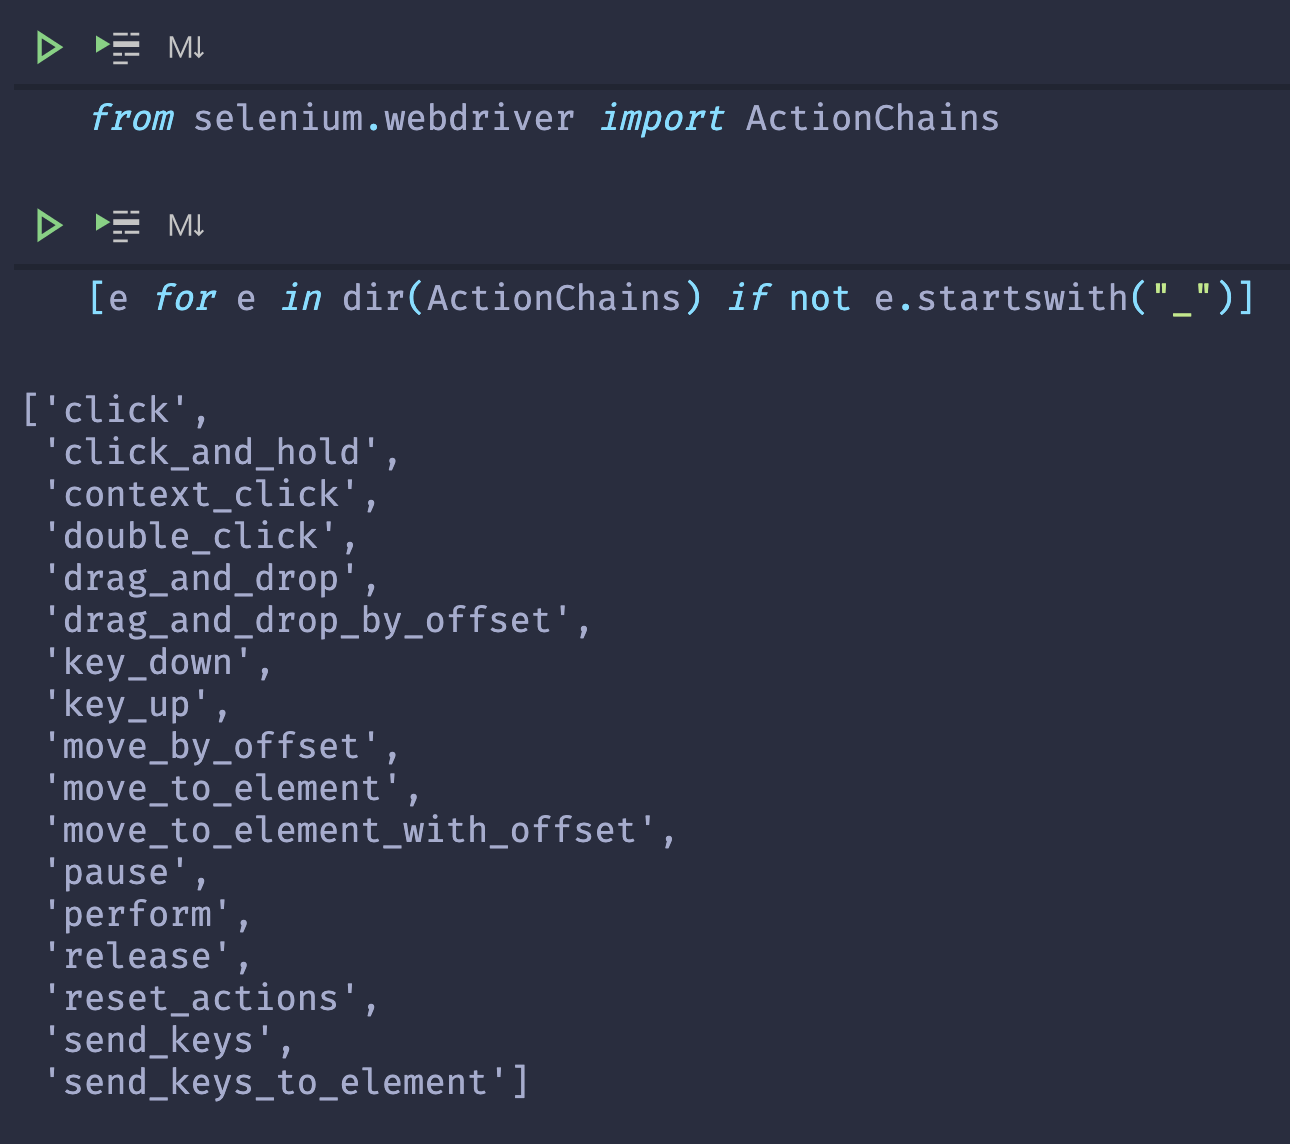 M↓
from selenium.webdriver import ActionChains
M↓
[e for e in dir(ActionChains) if not e.startswith("_")]
['click',
 'click_and_hold',
 'context_click',
 'double_click',
 'drag_and_drop',
 'drag_and_drop_by_offset',
 'key_down',
 'key_up',
 'move_by_offset',
 'move_to_element',
 'move_to_element_with_offset',
 'pause',
 'perform',
 'release',
 'reset_actions',
 'send_keys',
 'send_keys_to_element']